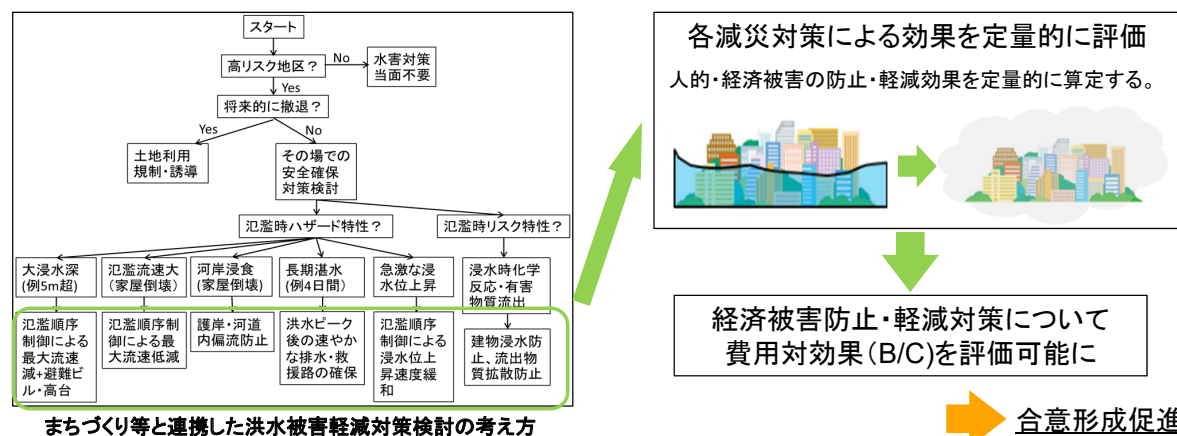 スタート
高リスク地区？
No
水害対策
当面不要
Yes
将来的に撤退？
Yes
No
土地利用
規制・誘導
その場での
安全確保
対策検討
氾濫時ハザード特性？
氾濫時リスク特性？
大浸水深
(例5m超)
氾濫流速大
（家屋倒壊）
河岸浸食
(家屋倒壊)
長期湛水
(例4日間）
急激な浸
水位上昇
浸水時化学
反応・有害
物質流出
氾濫順序
制御による
最大流速
減+避難ビ
ル・高台
氾濫順序制
御による最
大流速低減
護岸・河道
内偏流防止
洪水ピーク
後の速やか
な排水・救
援路の確保
氾濫順序
制御による
浸水位上
昇速度緩
和
建物浸水防
止、流出物
質拡散防止
まちづくり等と連携した洪水被害軽減対策検討の考え方
各減災対策による効果を定量的に評価
人的・経済被害の防止・軽減効果を定量的に算定する。
経済被害防止・軽減対策について
費用対効果（B/C)を評価可能に
合意形成促進